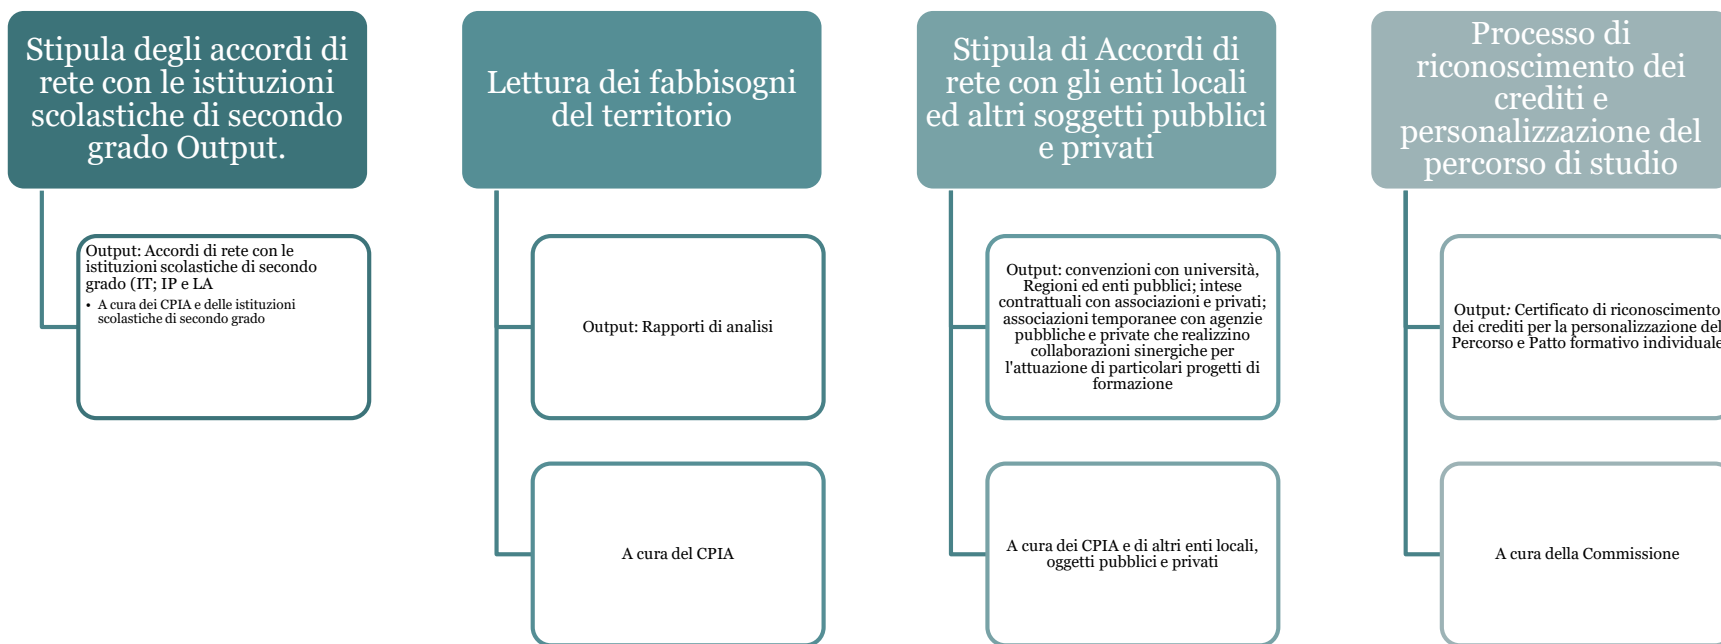 Stipula degli accordi di
rete con le istituzioni
scolastiche di secondo
grado Output.
Output: Accordi di rete con le
istituzioni scolastiche di secondo
grado (IT; IP e LA
• A cura dei CPIA e delle istituzioni
scolastiche di secondo grado
Lettura dei fabbisogni
del territorio
Output: Rapporti di analisi
A cura del CPIA
Stipula di Accordi di
rete con gli enti locali
ed altri soggetti pubblici
e privati
Output: convenzioni con università,
Regioni ed enti pubblici; intese
contrattuali con associazioni e privati;
associazioni temporanee con agenzie
pubbliche e private che realizzino
collaborazioni sinergiche per
l'attuazione di particolari progetti di
formazione
A cura dei CPIA e di altri enti locali,
oggetti pubblici e privati
Processo di
riconoscimento dei
crediti e
personalizzazione del
percorso di studio
Output: Certificato di riconoscimento
dei crediti per la personalizzazione del
Percorso e Patto formativo individuale
A cura della Commissione